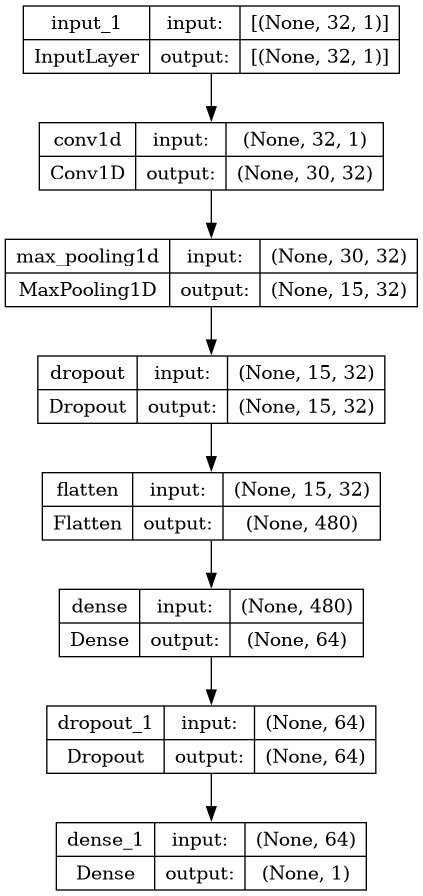 input_1 input: [(None, 32, 1)]
InputLayer output: [(None, 32, 1)]
conv1d input: (None, 32, 1)
Conv1D output: (None, 30, 32)
max_pooling1d input: (None, 30, 32)
MaxPooling1D output: (None, 15, 32)
dropout input: (None, 15, 32)
Dropout output: (None, 15, 32)
flatten input: (None, 15, 32)
Flatten output: (None, 480)
dense input: (None, 480)
Dense output: (None, 64)
dropout_1 input: (None, 64)
Dropout output: (None, 64)
dense_1 input: (None, 64)
Dense output: (None, 1)